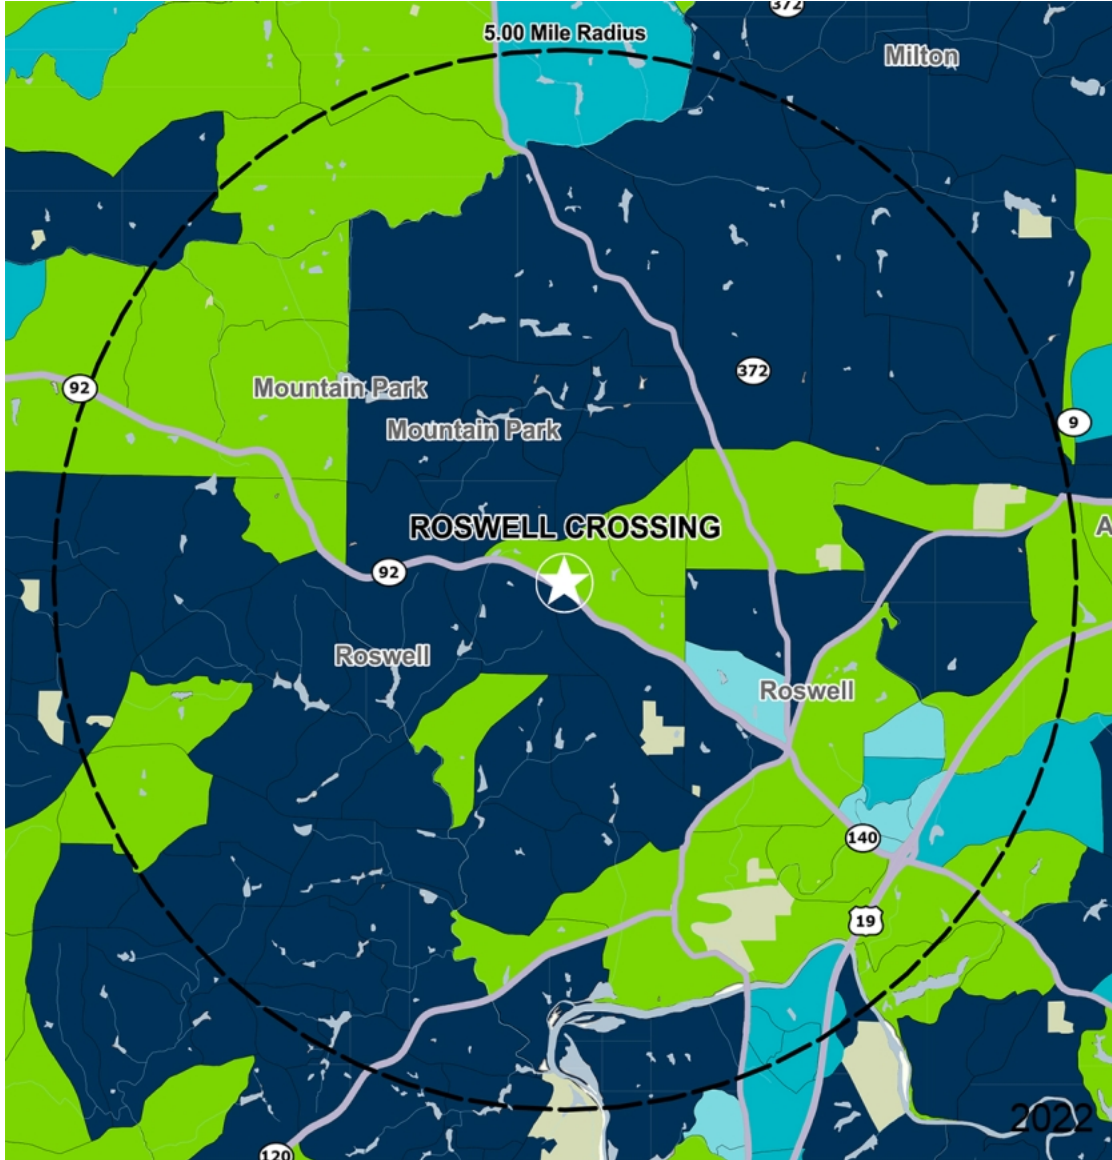 372
5.00 Mile Radius
Milton
372
92
Mountain Park
9
Mountain Park
ROSWELL CROSSING
A
92
Roswell
Roswell
140
19
2022
120